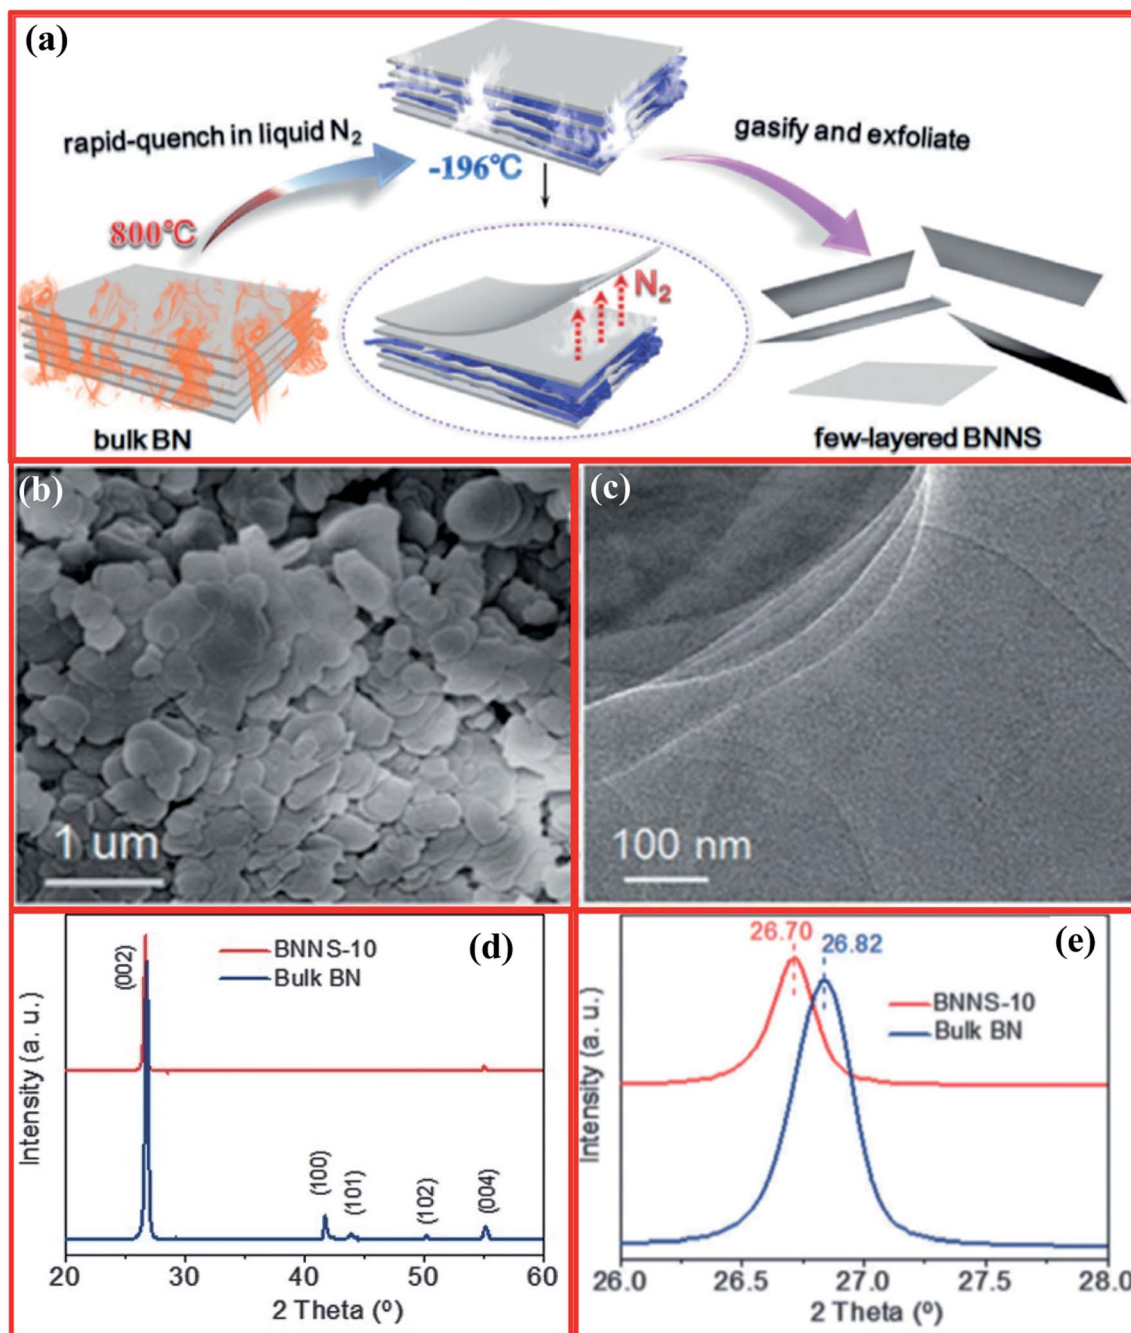 (a)
rapid-quench in liquid N₂
-196℃
gasify and exfoliate
800℃
N₂
bulk BN
few-layered BNNS
(b)
1 um
(c)
100 nm
(d)
BNNS-10
Bulk BN
(002)
(100)
(101)
(102)
(004)
Intensity (a. u.)
20 30 40 50 60
2 Theta (º)
(e)
26.70
26.82
BNNS-10
Bulk BN
Intensity (a. u.)
26.0 26.5 27.0 27.5 28.0
2 Theta (º)